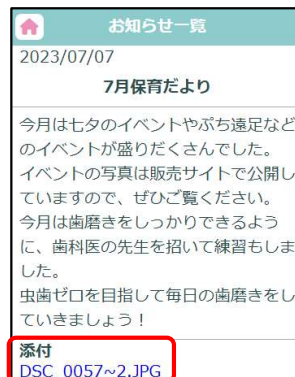 お知らせ一覧
2023/07/07
7月保育だより
今月は七夕のイベントやぷち遠足など
のイベントが盛りだくさんでした。
イベントの写真は販売サイトで公開し
ていますので、ぜひご覧ください。
今月は歯磨きをしっかりできるよう
に、歯科医の先生を招いて練習もしま
した。
虫歯ゼロを目指して毎日の歯磨きをし
ていきましょう！
添付
DSC_0057~2.JPG